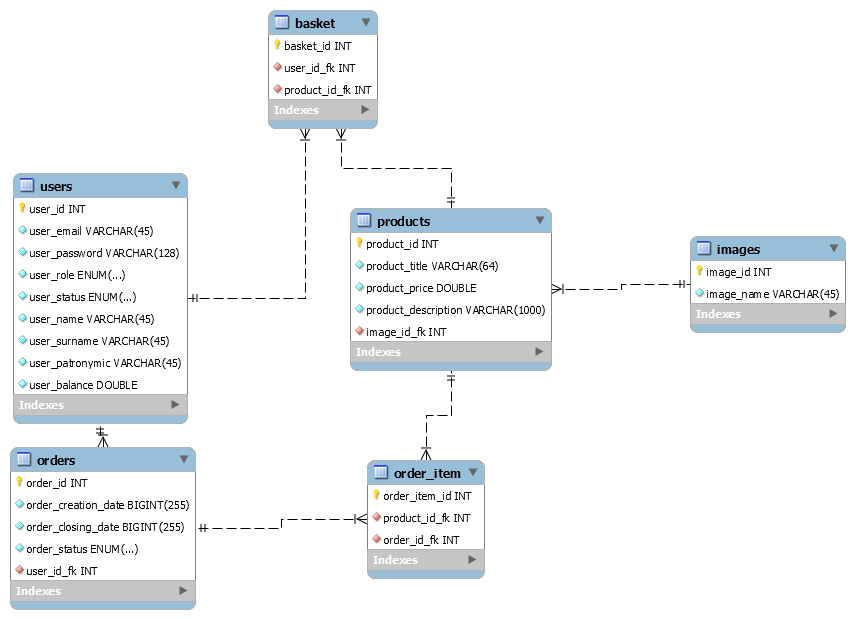 basket
basket_id INT
user_id_fk INT
product_id_fk INT
Indexes
users
user_id INT
user_email VARCHAR(45)
user_password VARCHAR(128)
user_role ENUM(...)
user_status ENUM(...)
user_name VARCHAR(45)
user_surname VARCHAR(45)
user_patronymic VARCHAR(45)
user_balance DOUBLE
Indexes
products
product_id INT
product_title VARCHAR(64)
product_price DOUBLE
product_description VARCHAR(1000)
image_id_fk INT
Indexes
images
image_id INT
image_name VARCHAR(45)
Indexes
orders
order_id INT
order_creation_date BIGINT(255)
order_closing_date BIGINT(255)
order_status ENUM(...)
user_id_fk INT
Indexes
order_item
order_item_id INT
product_id_fk INT
order_id_fk INT
Indexes